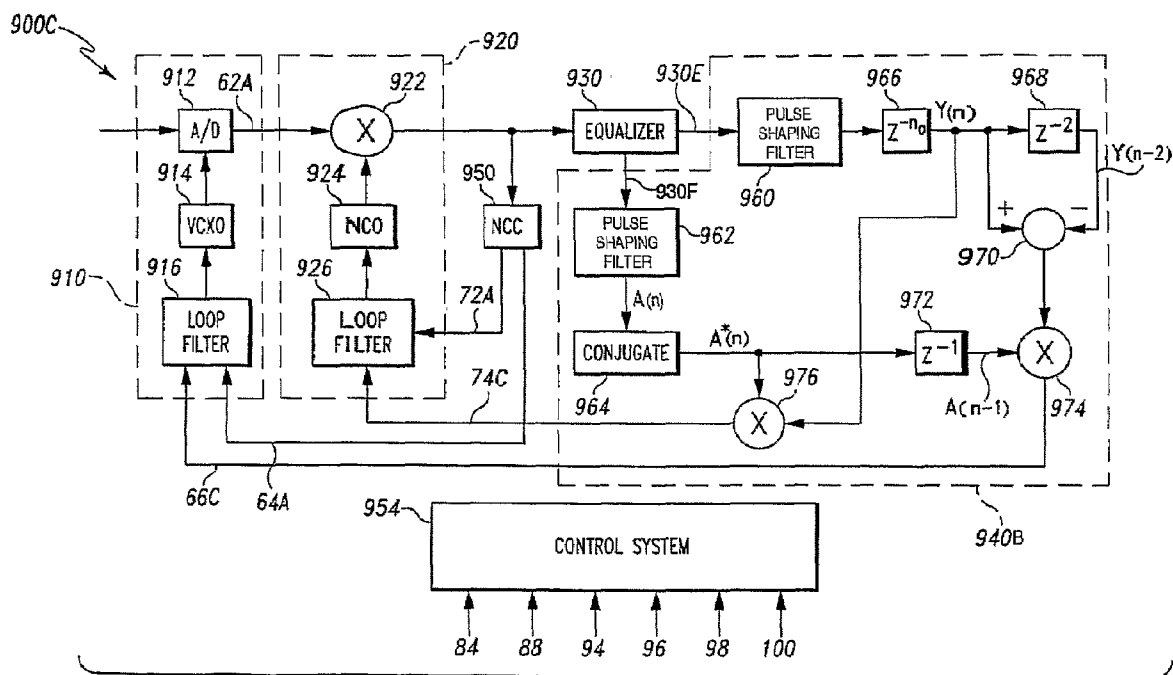 900C
920
912
62A
922
930
930E
966
Y(n)
968
A/D
X
EQUALIZER
PULSE
SHAPING
FILTER
Z^-n₀
Z^-2
Y(n-2)
914
924
950
930F
960
VCXO
NCO
NCC
PULSE
SHAPING
FILTER
962
+
−
970
910
916
926
72A
A(n)
972
LOOP
FILTER
LOOP
FILTER
CONJUGATE
A*(n)
Z^-1
X
74C
964
976
X
A(n-1)
974
66C
64A
954
CONTROL SYSTEM
940B
84
88
94
96
98
100